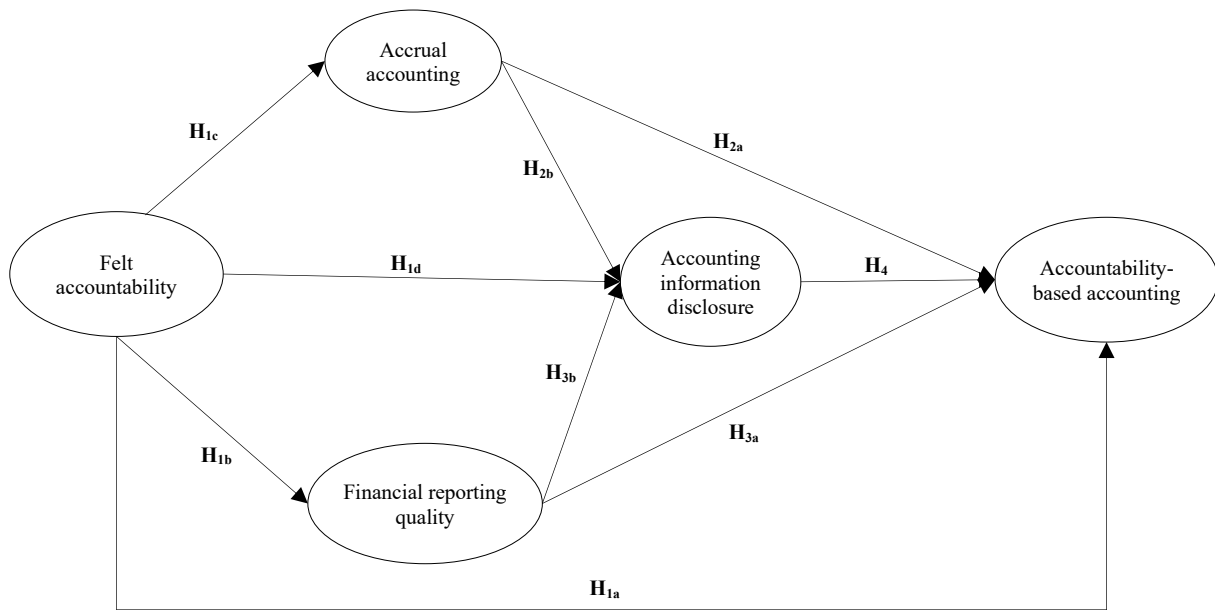 Accrual
accounting
H1c
H2a
H2b
Felt
accountability
H1d
Accounting
information
disclosure
H4
Accountability-
based accounting
H3b
H3a
H1b
Financial reporting
quality
H1a